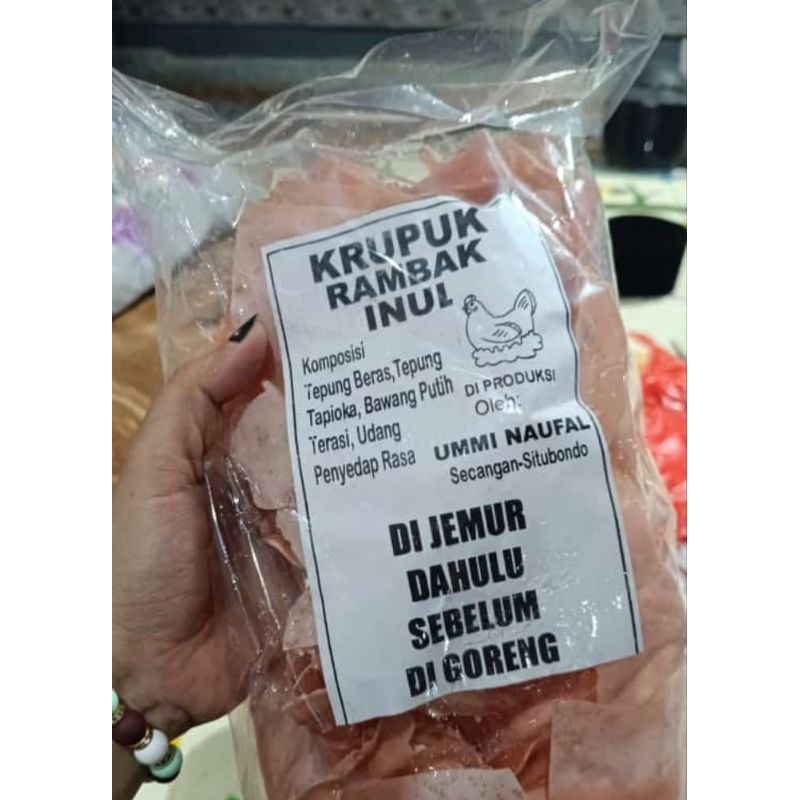 KRUPUK
RAMBAK
INUL
Komposisi
Tepung Beras,Tepung
Tapioka, Bawang Putih
Terasi, Udang
Penyedap Rasa
DI PRODUKSI
Oleh:
UMMI NAUFAL
Secangan-Situbondo
DI JEMUR
DAHULU
SEBELUM
DI GORENG